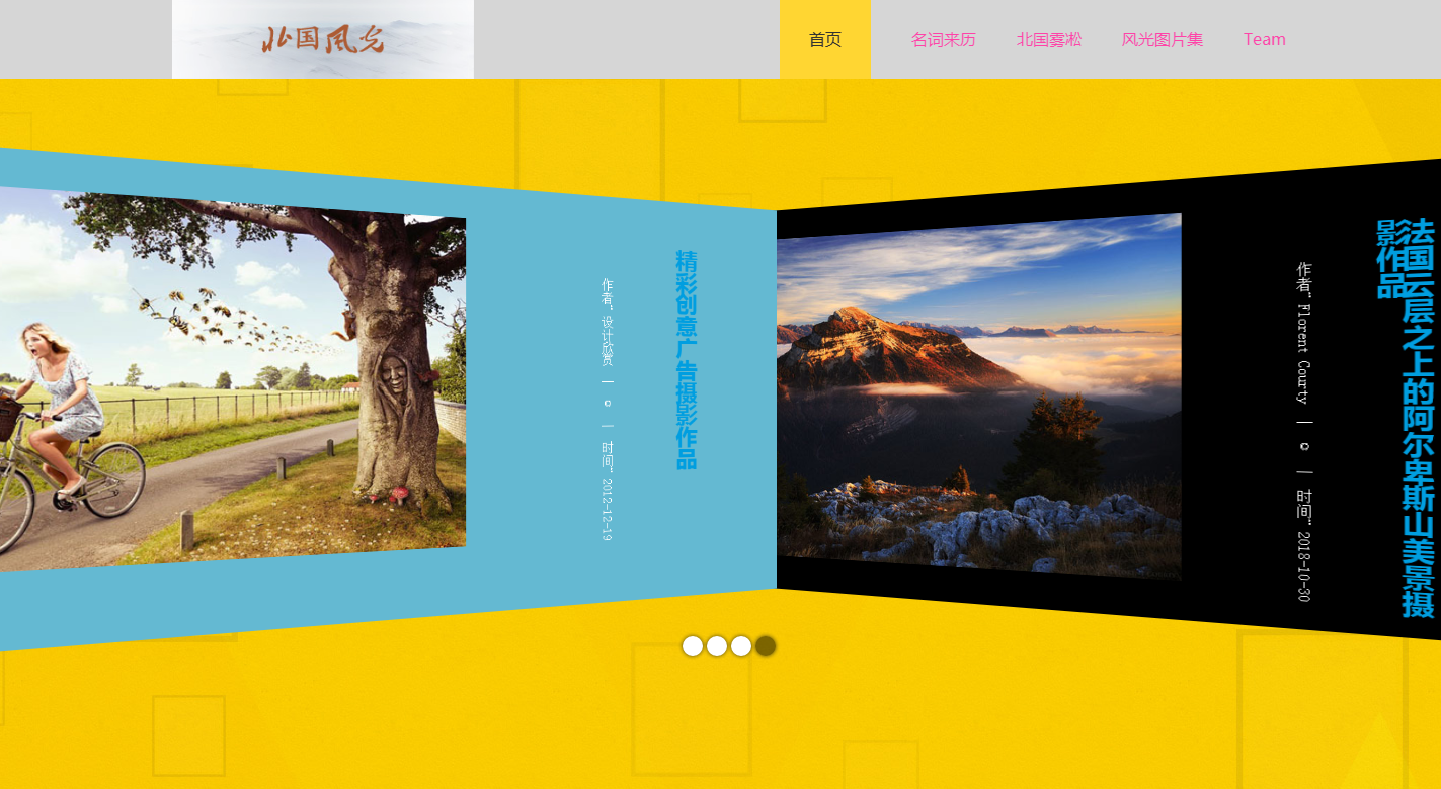 北国风光
首页
名词来历
北国雾凇
风光图片集
Team
精彩创意广告摄影作品
作者: 设计欣赏 | © | 时间: 2012-12-19
法国云层之上的阿尔卑斯山美景摄
影作品
作者: Florent Courty | © | 时间: 2018-10-30